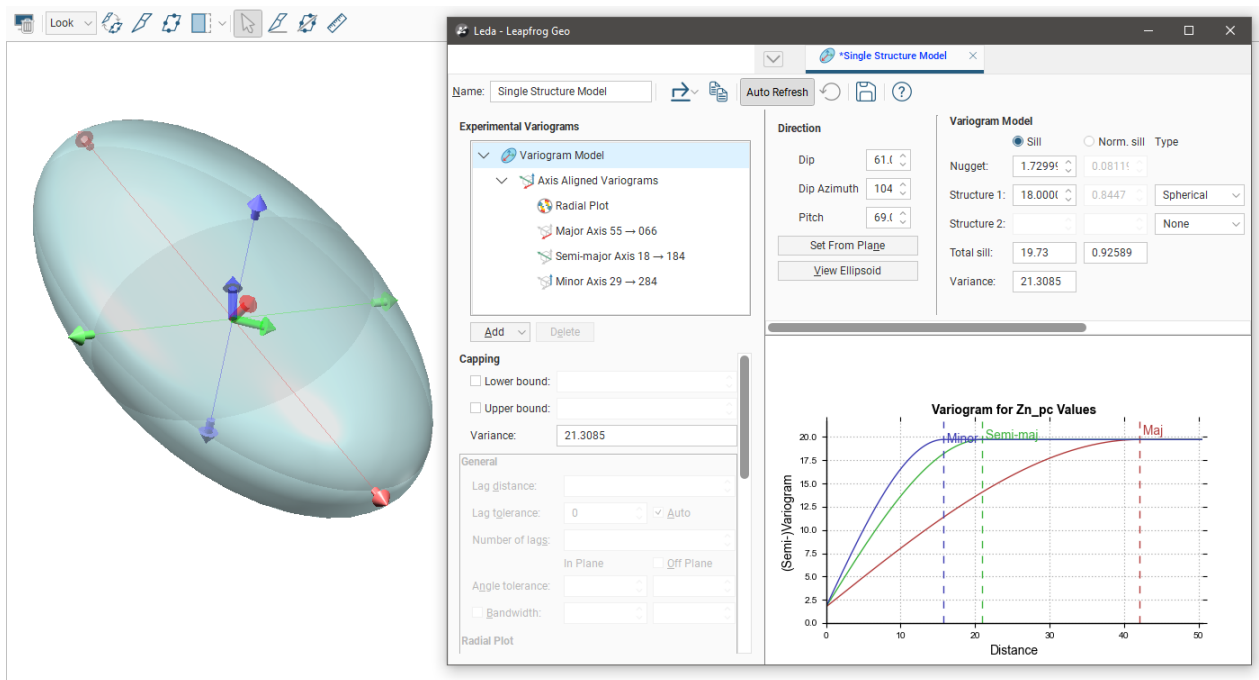 Look
Leda - Leapfrog Geo
*Single Structure Model
Name: Single Structure Model
Auto Refresh
Experimental Variograms
Variogram Model
Axis Aligned Variograms
Radial Plot
Major Axis 55 → 066
Semi-major Axis 18 → 184
Minor Axis 29 → 284
Add
Delete
Capping
Lower bound:
Upper bound:
Variance: 21.3085
General
Lag distance:
Lag tolerance: 0 Auto
Number of lags:
In Plane Off Plane
Angle tolerance:
Bandwidth:
Radial Plot
Direction
Dip 61.(
Dip Azimuth 104
Pitch 69.(
Set From Plane
View Ellipsoid
Variogram Model
Sill Norm. sill Type
Nugget: 1.7299 0.08119
Structure 1: 18.000( 0.8447 Spherical
Structure 2: None
Total sill: 19.73 0.92589
Variance: 21.3085
Variogram for Zn_pc Values
Minor Semi-maj Maj
20.0
17.5
15.0
12.5
10.0
7.5
5.0
2.5
0.0
(Semi-)Variogram
0 10 20 30 40 50
Distance